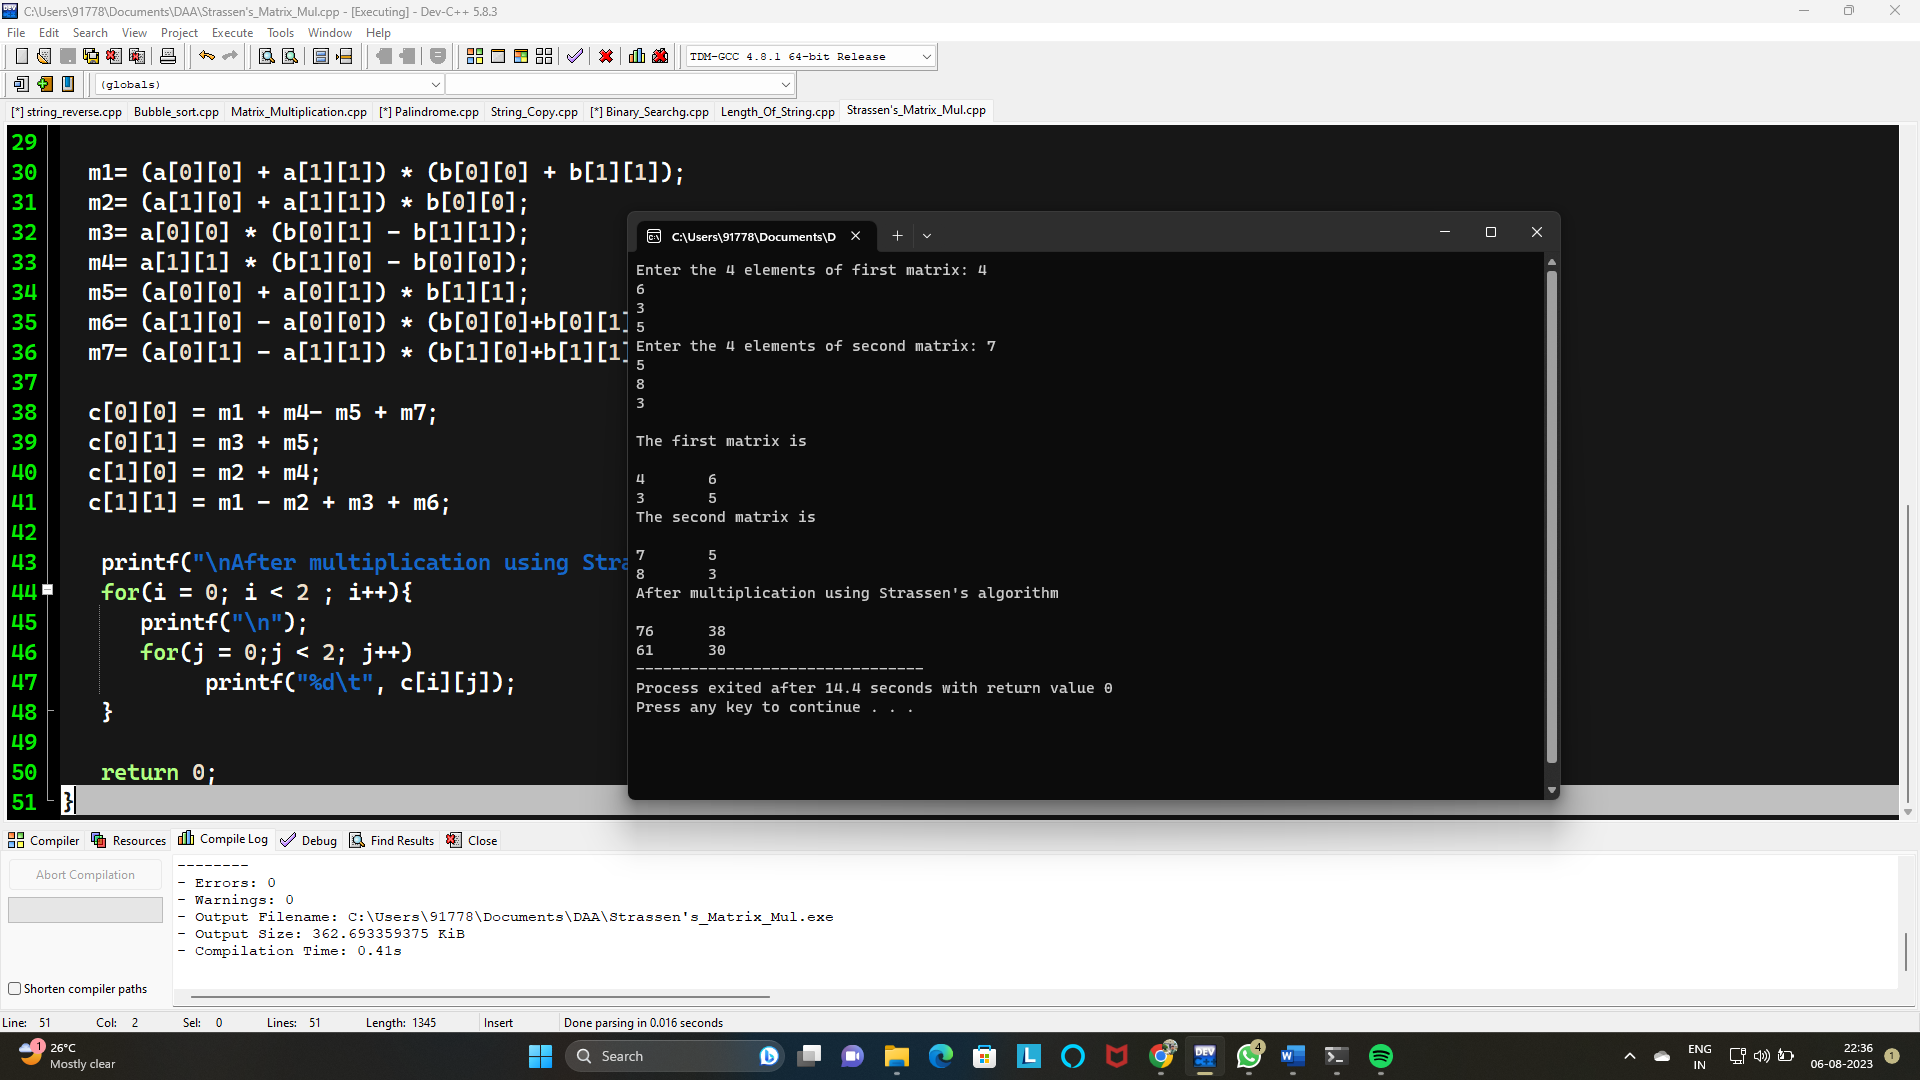 C:\Users\91778\Documents\DAA\Strassen's_Matrix_Mul.cpp - [Executing] - Dev-C++ 5.8.3
File Edit Search View Project Execute Tools Window Help
TDM-GCC 4.8.1 64-bit Release
(globals)
[*] string_reverse.cpp Bubble_sort.cpp Matrix_Multiplication.cpp [*] Palindrome.cpp String_Copy.cpp [*] Binary_Searchg.cpp Length_Of_String.cpp Strassen's_Matrix_Mul.cpp
29
30 m1= (a[0][0] + a[1][1]) * (b[0][0] + b[1][1]);
31 m2= (a[1][0] + a[1][1]) * b[0][0];
32 m3= a[0][0] * (b[0][1] - b[1][1]);
33 m4= a[1][1] * (b[1][0] - b[0][0]);
34 m5= (a[0][0] + a[0][1]) * b[1][1];
35 m6= (a[1][0] - a[0][0]) * (b[0][0]+b[0][1]
36 m7= (a[0][1] - a[1][1]) * (b[1][0]+b[1][1]
37
38 c[0][0] = m1 + m4- m5 + m7;
39 c[0][1] = m3 + m5;
40 c[1][0] = m2 + m4;
41 c[1][1] = m1 - m2 + m3 + m6;
42
43 printf("\nAfter multiplication using Stra
44 for(i = 0; i < 2 ; i++){
45 printf("\n");
46 for(j = 0;j < 2; j++)
47 printf("%d\t", c[i][j]);
48 }
49
50 return 0;
51 }
C:\Users\91778\Documents\D
Enter the 4 elements of first matrix: 4
6
3
5
Enter the 4 elements of second matrix: 7
5
8
3
The first matrix is
4 6
3 5
The second matrix is
7 5
8 3
After multiplication using Strassen's algorithm
76 38
61 30
--------------------------------
Process exited after 14.4 seconds with return value 0
Press any key to continue . . .
Compiler Resources Compile Log Debug Find Results Close
Abort Compilation
Shorten compiler paths
--------
- Errors: 0
- Warnings: 0
- Output Filename: C:\Users\91778\Documents\DAA\Strassen's_Matrix_Mul.exe
- Output Size: 362.693359375 KiB
- Compilation Time: 0.41s
Line: 51 Col: 2 Sel: 0 Lines: 51 Length: 1345 Insert Done parsing in 0.016 seconds
1
26°C
Mostly clear
Search
L
DEV
4
ENG
IN
22:36
06-08-2023
1